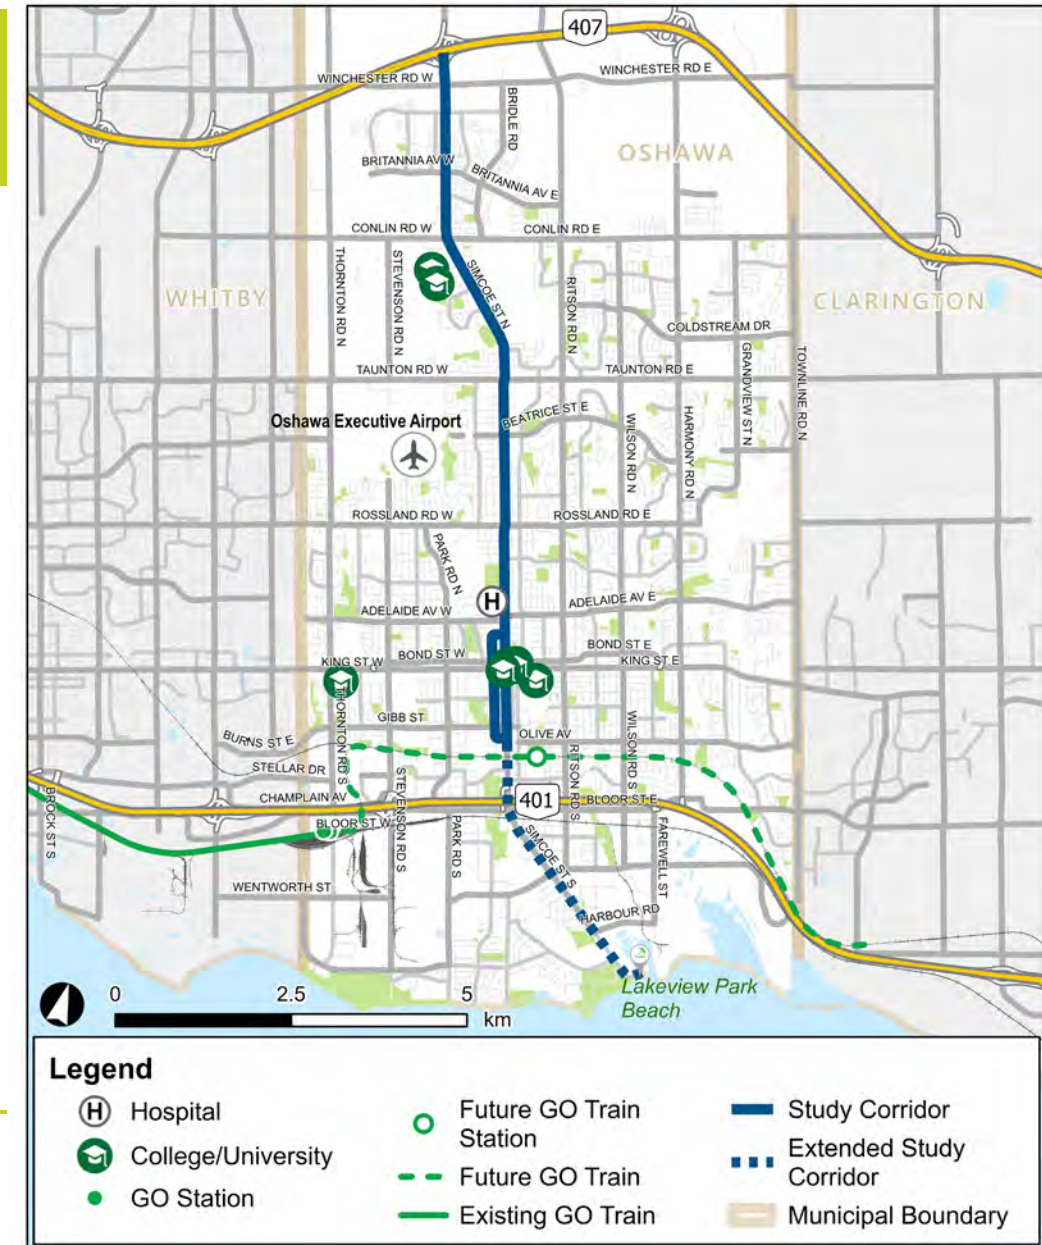 407
WINCHESTER RD W
WINCHESTER RD E
BRIDLE RD
OSHAWA
BRITANNIA AV W
BRITANNIA AV E
CONLIN RD W
CONLIN RD E
THORNTON RD N
STEVENSON RD N
SIMCOE ST N
RITSON RD N
WHITBY
CLARINGTON
COLDSTREAM DR
GRANDVIEW ST N
TOWNLINE RD N
TAUNTON RD W
TAUNTON RD E
BEATRICE ST E
WILSON RD N
HARMONY RD N
Oshawa Executive Airport
ROSSLAND RD W
ROSSLAND RD E
PARK RD N
H
ADELAIDE AV W
ADELAIDE AV E
BOND ST W
BOND ST E
KING ST W
KING ST E
THORNTON RD S
GIBB ST
OLIVE AV
BURNS ST E
STELLAR DR
STEVENSON RD S
RITSON RD S
WILSON RD S
CHAMPLAIN AV
401
BLOOR ST E
BROCK ST S
BLOOR ST W
PARK RD S
SIMCOE ST S
FAREWELL ST
WENTWORTH ST
HARBOUR RD
Lakeview Park
Beach
0 2.5 5
km
Legend
H Hospital
College/University
GO Station
Future GO Train
Station
Future GO Train
Existing GO Train
Study Corridor
Extended Study
Corridor
Municipal Boundary